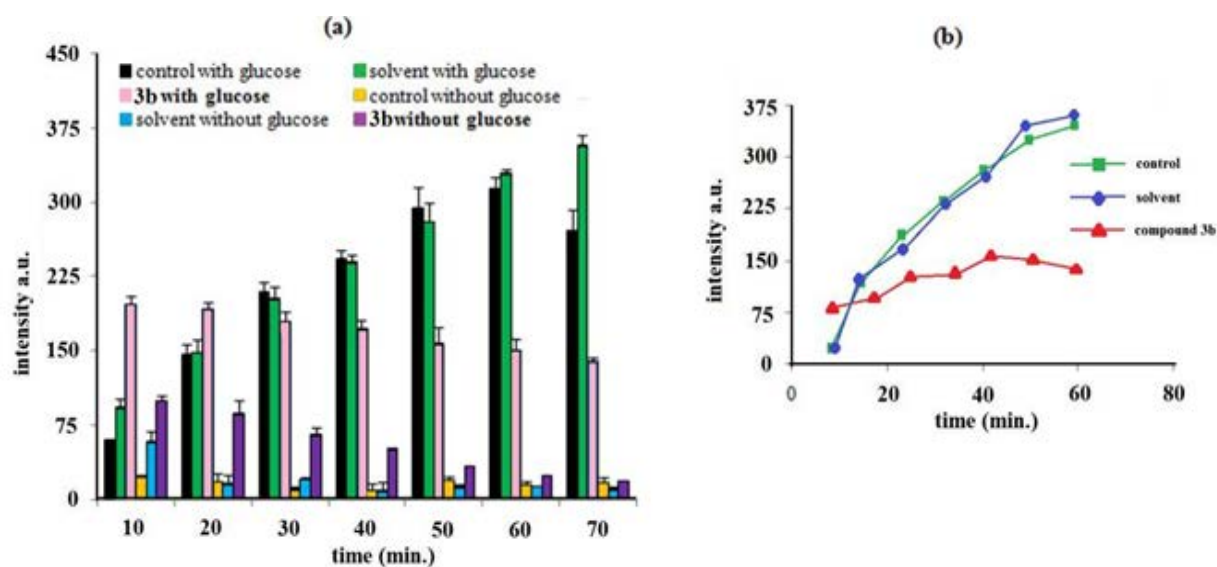 (a)
450
375
300
225
150
75
0
intensity a.u.
control with glucose
solvent with glucose
3b with glucose
control without glucose
solvent without glucose
3bwithout glucose
10 20 30 40 50 60 70
time (min.)
(b)
375
300
225
150
75
0
intensity a.u.
control
solvent
compound 3b
0 20 40 60 80
time (min.)